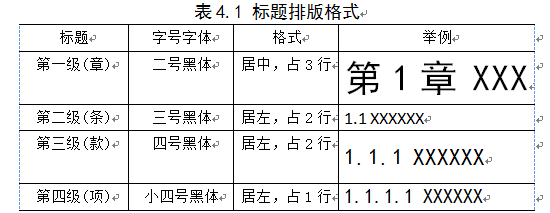 表4.1 标题排版格式
标题 字号字体 格式 举例
第一级(章) 二号黑体 居中，占3行 第 1 章 XXX
第二级(条) 三号黑体 居左，占2行 1.1 XXXXXX
第三级(款) 四号黑体 居左，占2行 1.1.1 XXXXXX
第四级(项) 小四号黑体 居左，占1行 1.1.1.1 XXXXXX